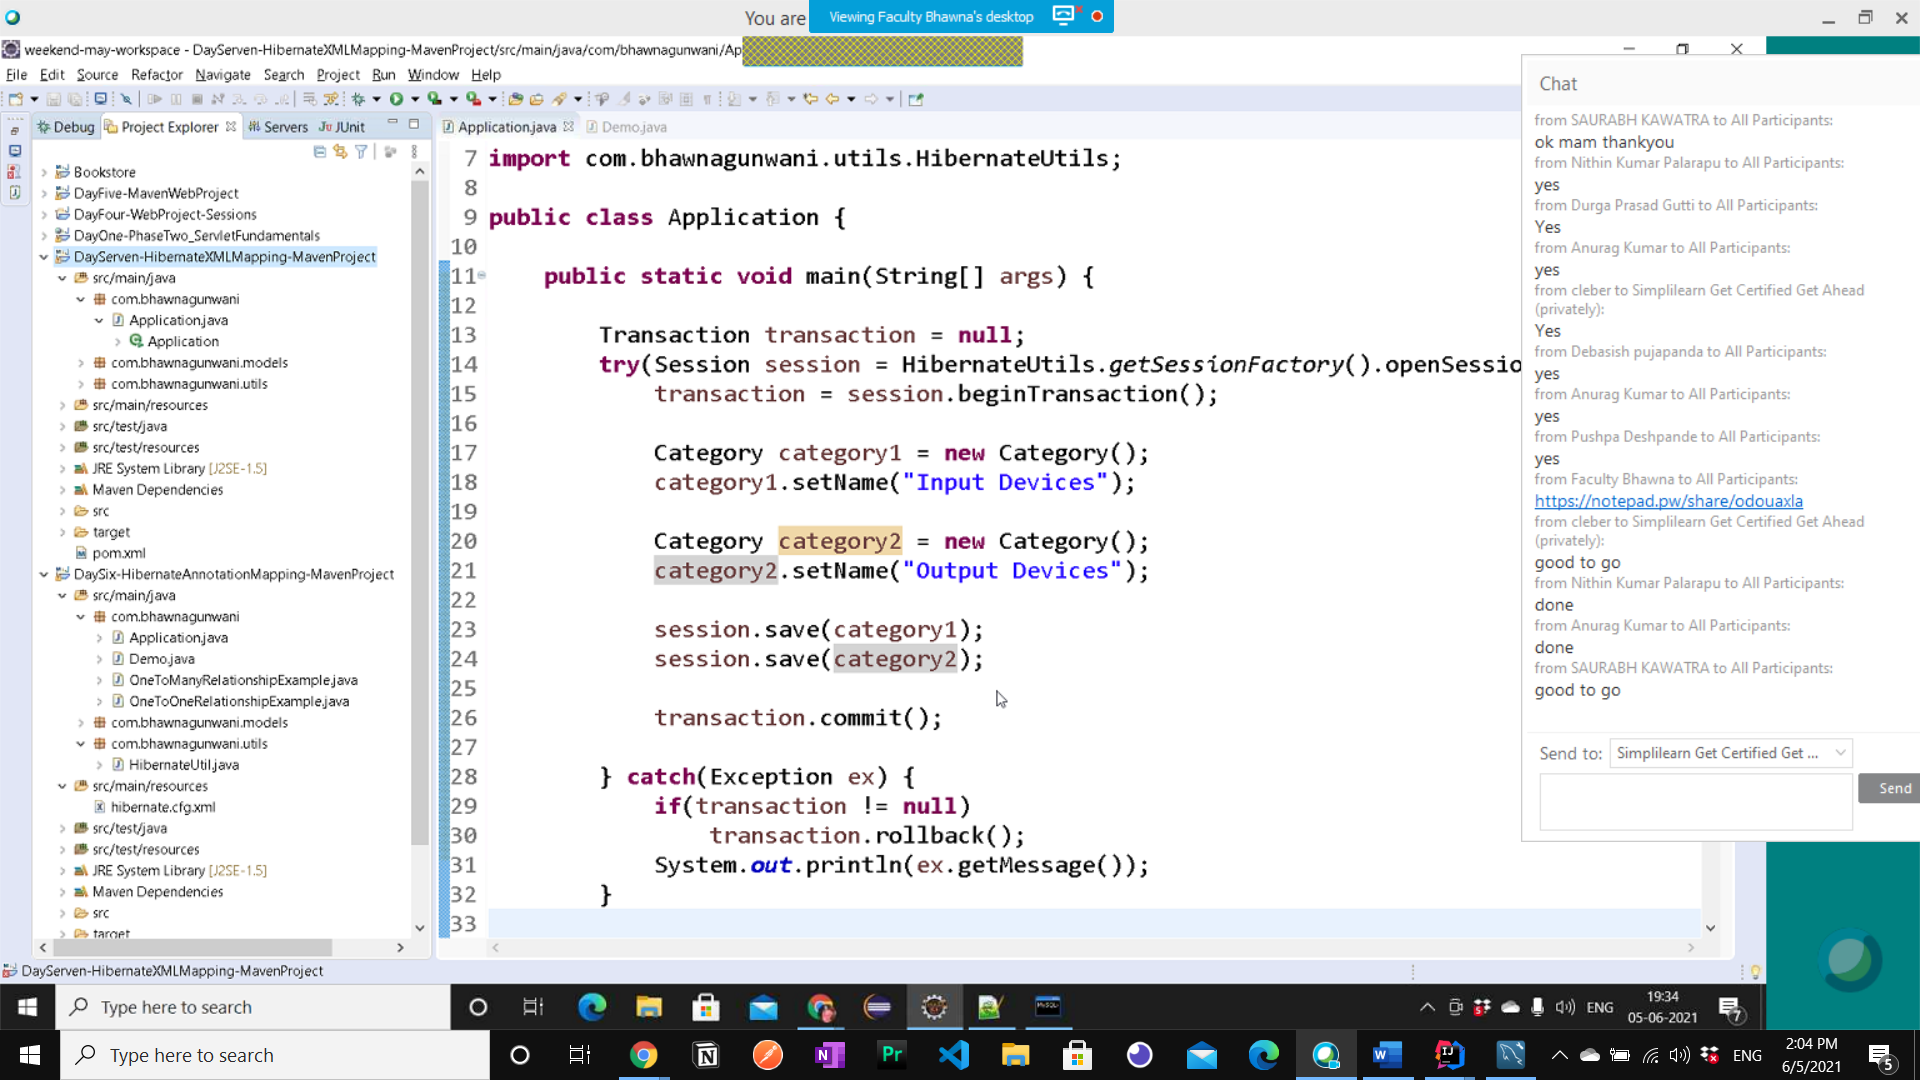 You are
Viewing Faculty Bhawna's desktop
weekend-may-workspace - DayServen-HibernateXMLMapping-MavenProject/src/main/java/com/bhawnagunwani/Ap
File Edit Source Refactor Navigate Search Project Run Window Help
Debug Project Explorer Servers JUnit
Application.java Demo.java
Bookstore
DayFive-MavenWebProject
DayFour-WebProject-Sessions
DayOne-PhaseTwo_ServletFundamentals
DayServen-HibernateXMLMapping-MavenProject
src/main/java
com.bhawnagunwani
Application.java
Application
com.bhawnagunwani.models
com.bhawnagunwani.utils
src/main/resources
src/test/java
src/test/resources
JRE System Library [J2SE-1.5]
Maven Dependencies
src
target
pom.xml
DaySix-HibernateAnnotationMapping-MavenProject
src/main/java
com.bhawnagunwani
Application.java
Demo.java
OneToManyRelationshipExample.java
OneToOneRelationshipExample.java
com.bhawnagunwani.models
com.bhawnagunwani.utils
HibernateUtil.java
src/main/resources
hibernate.cfg.xml
src/test/java
src/test/resources
JRE System Library [J2SE-1.5]
Maven Dependencies
src
target
7 import com.bhawnagunwani.utils.HibernateUtils;
8
9 public class Application {
10
11 public static void main(String[] args) {
12
13 Transaction transaction = null;
14 try(Session session = HibernateUtils.getSessionFactory().openSessio
15 transaction = session.beginTransaction();
16
17 Category category1 = new Category();
18 category1.setName("Input Devices");
19
20 Category category2 = new Category();
21 category2.setName("Output Devices");
22
23 session.save(category1);
24 session.save(category2);
25
26 transaction.commit();
27
28 } catch(Exception ex) {
29 if(transaction != null)
30 transaction.rollback();
31 System.out.println(ex.getMessage());
32 }
33
Chat
from SAURABH KAWATRA to All Participants:
ok mam thankyou
from Nithin Kumar Palarapu to All Participants:
yes
from Durga Prasad Gutti to All Participants:
Yes
from Anurag Kumar to All Participants:
yes
from cleber to Simplilearn Get Certified Get Ahead
(privately):
Yes
from Debasish pujapanda to All Participants:
yes
from Anurag Kumar to All Participants:
yes
from Pushpa Deshpande to All Participants:
yes
from Faculty Bhawna to All Participants:
https://notepad.pw/share/odouaxla
from cleber to Simplilearn Get Certified Get Ahead
(privately):
good to go
from Nithin Kumar Palarapu to All Participants:
done
from Anurag Kumar to All Participants:
done
from SAURABH KAWATRA to All Participants:
good to go
Send to: Simplilearn Get Certified Get ...
Send
DayServen-HibernateXMLMapping-MavenProject
Type here to search
ENG
19:34
05-06-2021
7
Type here to search
ENG
2:04 PM
6/5/2021
5